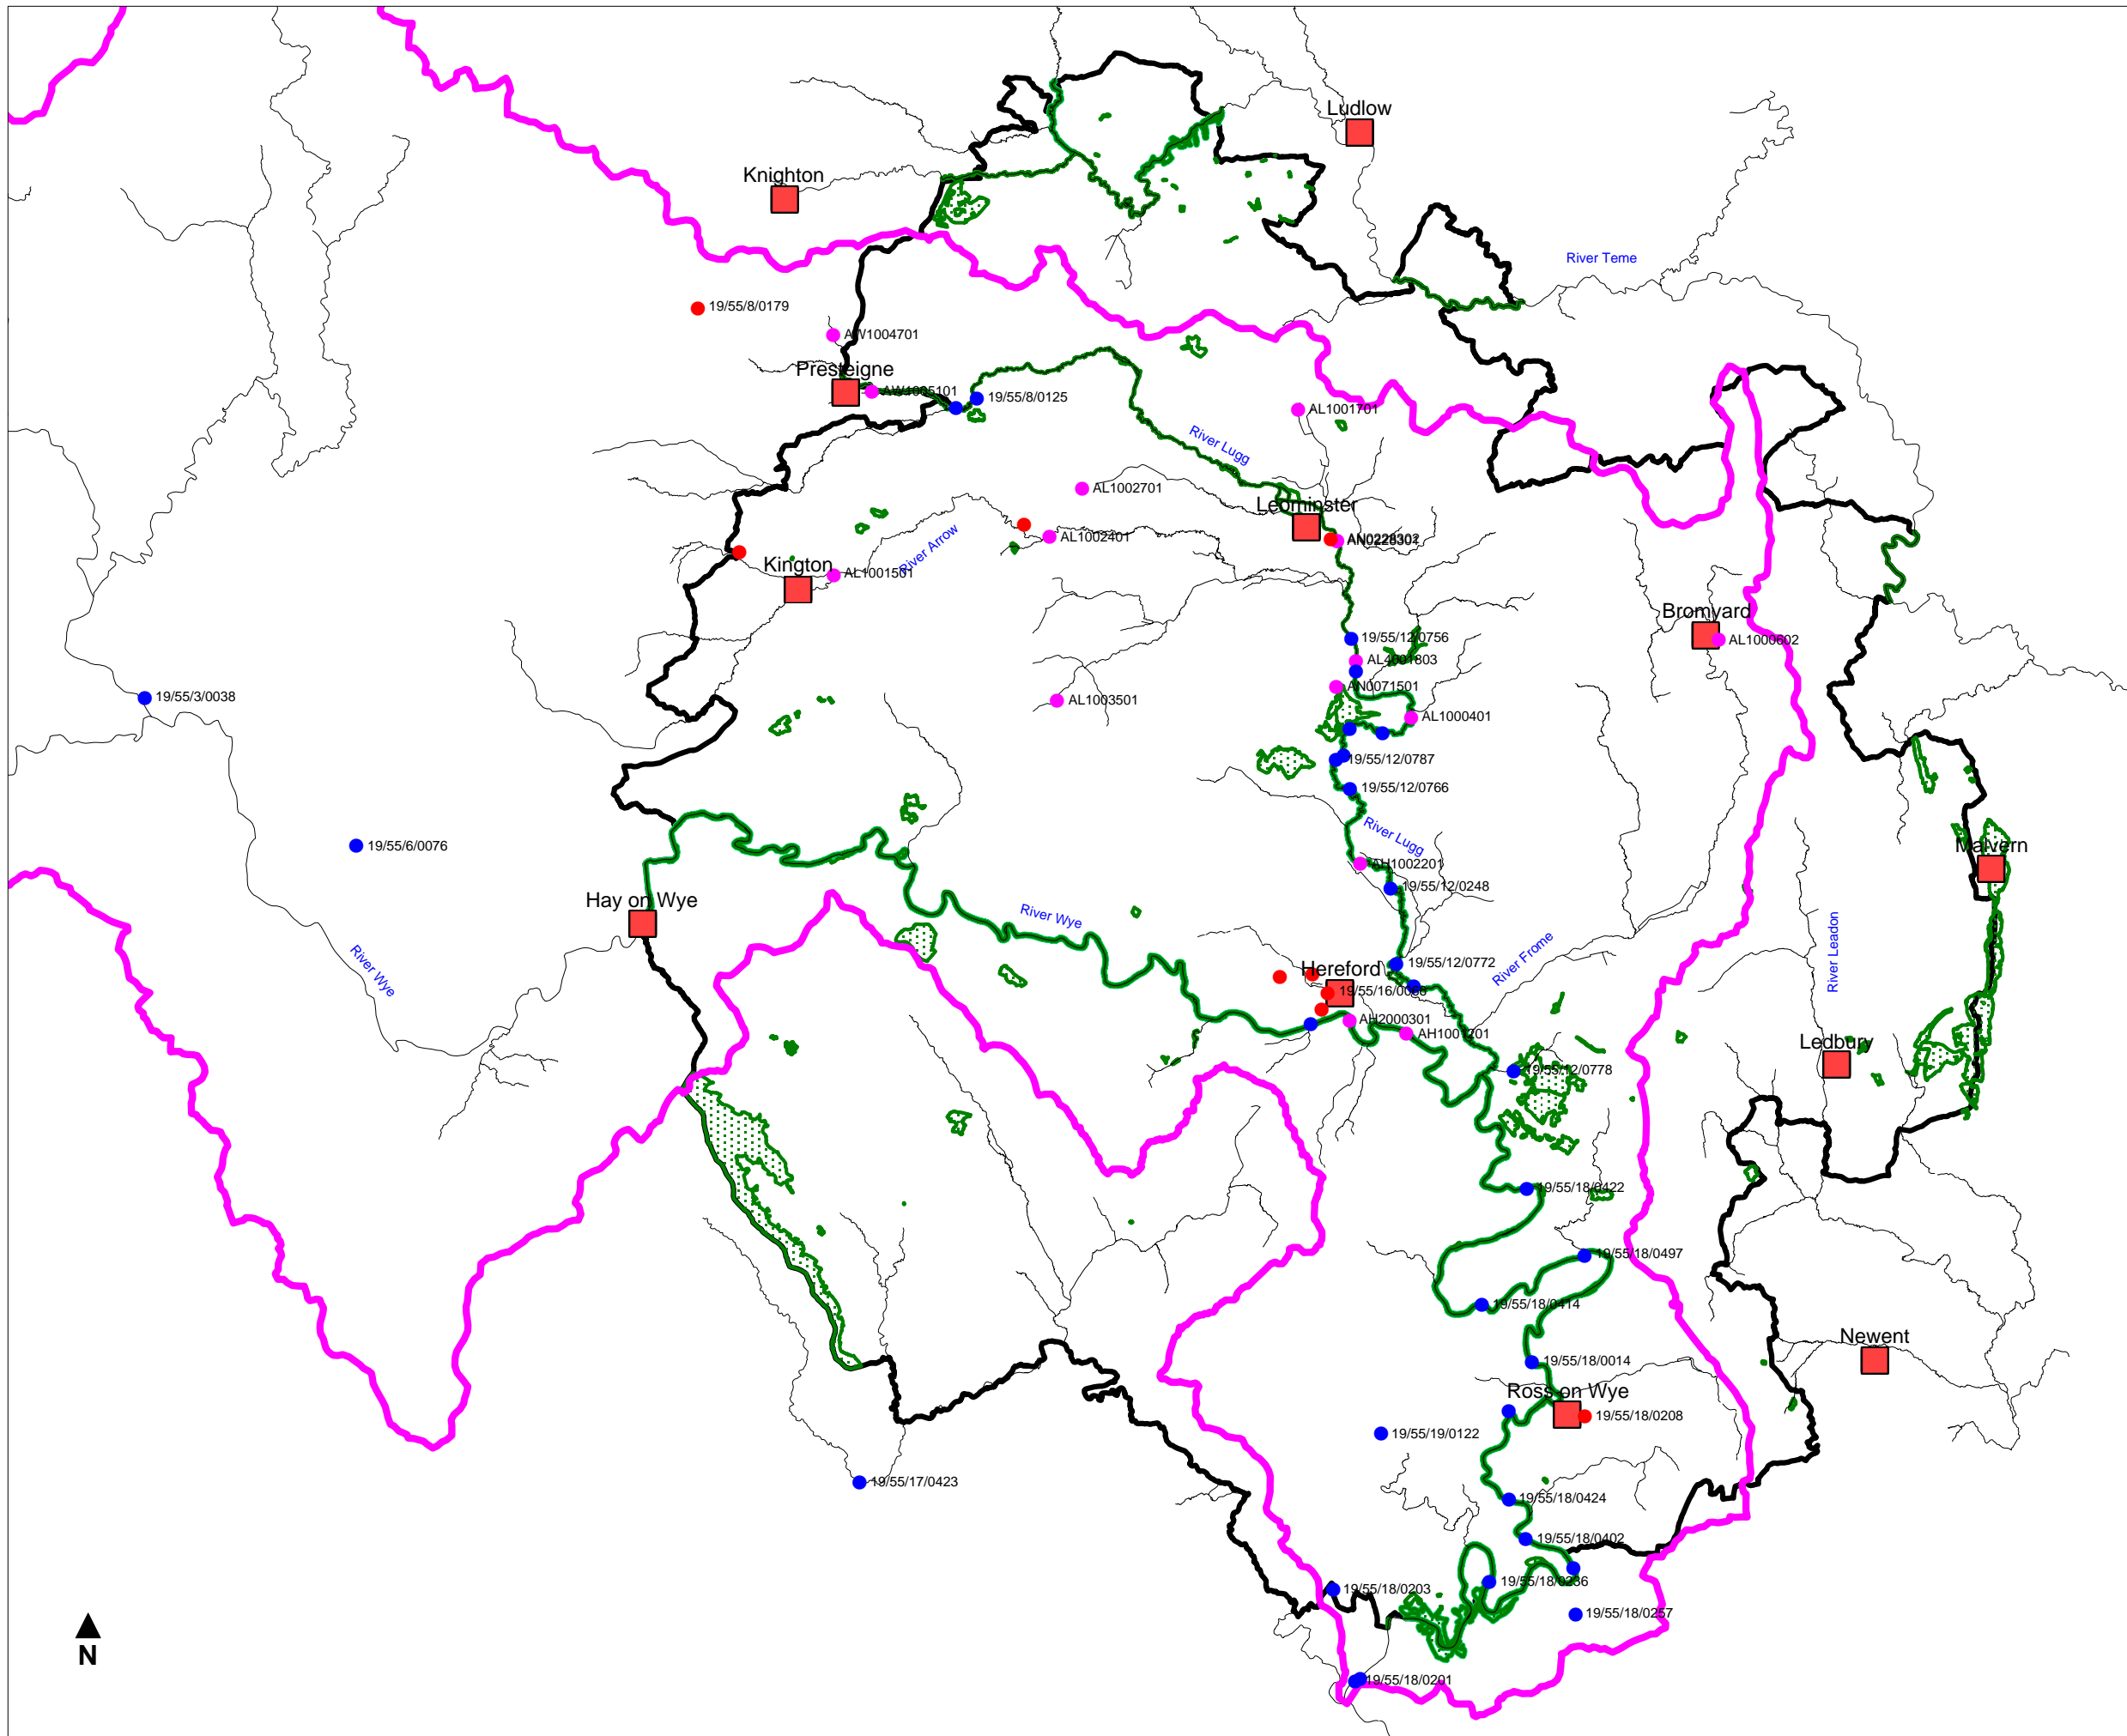 Ludlow
Knighton
River Teme
19/55/8/0179
AW1004701
Presteigne
AW1005101
19/55/8/0125
AL1001701
River Lugg
AL1002701
Leominster
AL1002401
River Arrow
Kington
AL1001501
Bromyard
AL1000602
19/55/12/0756
AL4001803
AN0071501
AL1000401
19/55/3/0038
AL1003501
19/55/12/0787
19/55/12/0766
River Lugg
19/55/6/0076
AH1002201
19/55/12/0248
Malvern
Hay on Wye
River Wye
River Wye
River Frome
River Leadon
19/55/12/0772
Hereford
AH2000301
AH1001201
Ledbury
19/55/12/0778
19/55/18/0422
19/55/18/0497
19/55/18/0414
Newent
19/55/18/0014
Ross on Wye
19/55/18/0208
19/55/19/0122
19/55/17/0423
19/55/18/0424
19/55/18/0402
19/55/18/0236
19/55/18/0203
19/55/18/0257
N
19/55/18/0201